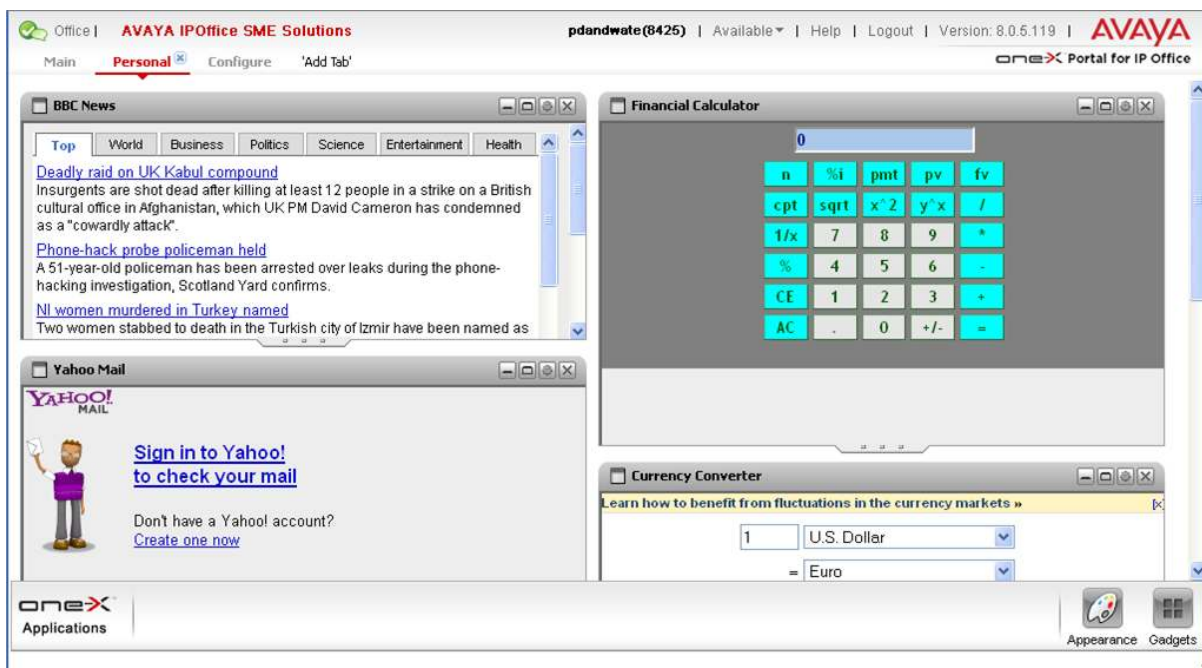 Office | AVAYA IPOffice SME Solutions pdandwate(8425) | Available | Help | Logout | Version: 8.0.5.119 | AVAYA
Main Personal Configure 'Add Tab' one-X Portal for IP Office
BBC News
Top World Business Politics Science Entertainment Health
Deadly raid on UK Kabul compound
Insurgents are shot dead after killing at least 12 people in a strike on a British
cultural office in Afghanistan, which UK PM David Cameron has condemned
as a "cowardly attack".
Phone-hack probe policeman held
A 51-year-old policeman has been arrested over leaks during the phone-
hacking investigation, Scotland Yard confirms.
NI women murdered in Turkey named
Two women stabbed to death in the Turkish city of Izmir have been named as
Financial Calculator
0
n %i pmt pv fv
cpt sqrt x^2 y^x /
1/x 7 8 9 *
% 4 5 6 -
CE 1 2 3 +
AC . 0 +/- =
Yahoo Mail
YAHOO!
MAIL
Sign in to Yahoo!
to check your mail
Don't have a Yahoo! account?
Create one now
Currency Converter
Learn how to benefit from fluctuations in the currency markets » [x]
1 U.S. Dollar
= Euro
one-X
Applications
Appearance Gadgets